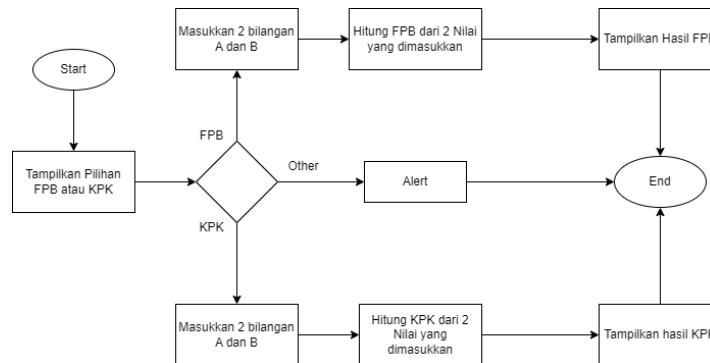 Start
Tampilkan Pilihan
FPB atau KPK
FPB
Masukkan 2 bilangan
A dan B
Hitung FPB dari 2 Nilai
yang dimasukkan
Tampilkan Hasil FPB
Other
Alert
End
KPK
Masukkan 2 bilangan
A dan B
Hitung KPK dari 2
Nilai yang
dimasukkan
Tampilkan hasil KPK